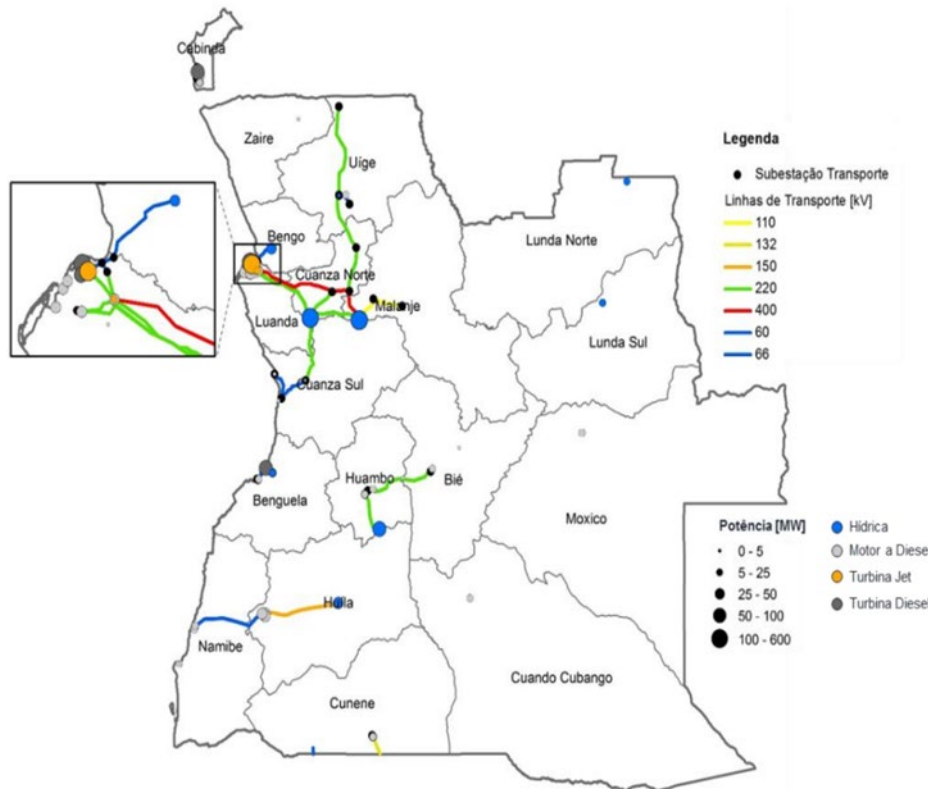 Cabinda
Zaire
Uíge
Legenda
Subestação Transporte
Linhas de Transporte [kV]
110
132
150
220
400
60
66
Bengo
Lunda Norte
Cuanza Norte
Luanda
Malanje
Lunda Sul
Cuanza Sul
Huambo
Bié
Benguela
Moxico
Potência [MW]
0 - 5
5 - 25
25 - 50
50 - 100
100 - 600
Hídrica
Motor a Diese
Turbina Jet
Turbina Diesel
Huíla
Namibe
Cuando Cubango
Cunene